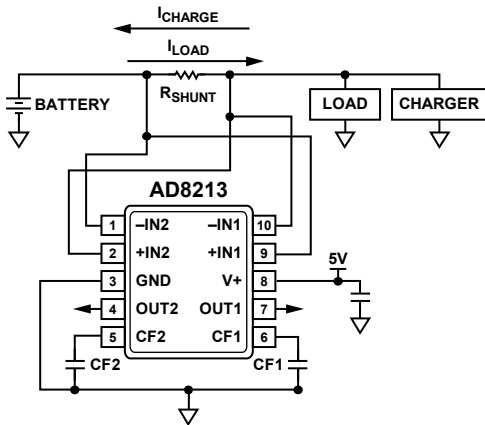 ICHARGE
ILOAD
BATTERY
RSHUNT
LOAD
CHARGER
AD8213
1 –IN2 –IN1 10
2 +IN2 +IN1 9
3 GND V+ 8
5V
4 OUT2 OUT1 7
5 CF2 CF1 6
CF2
CF1